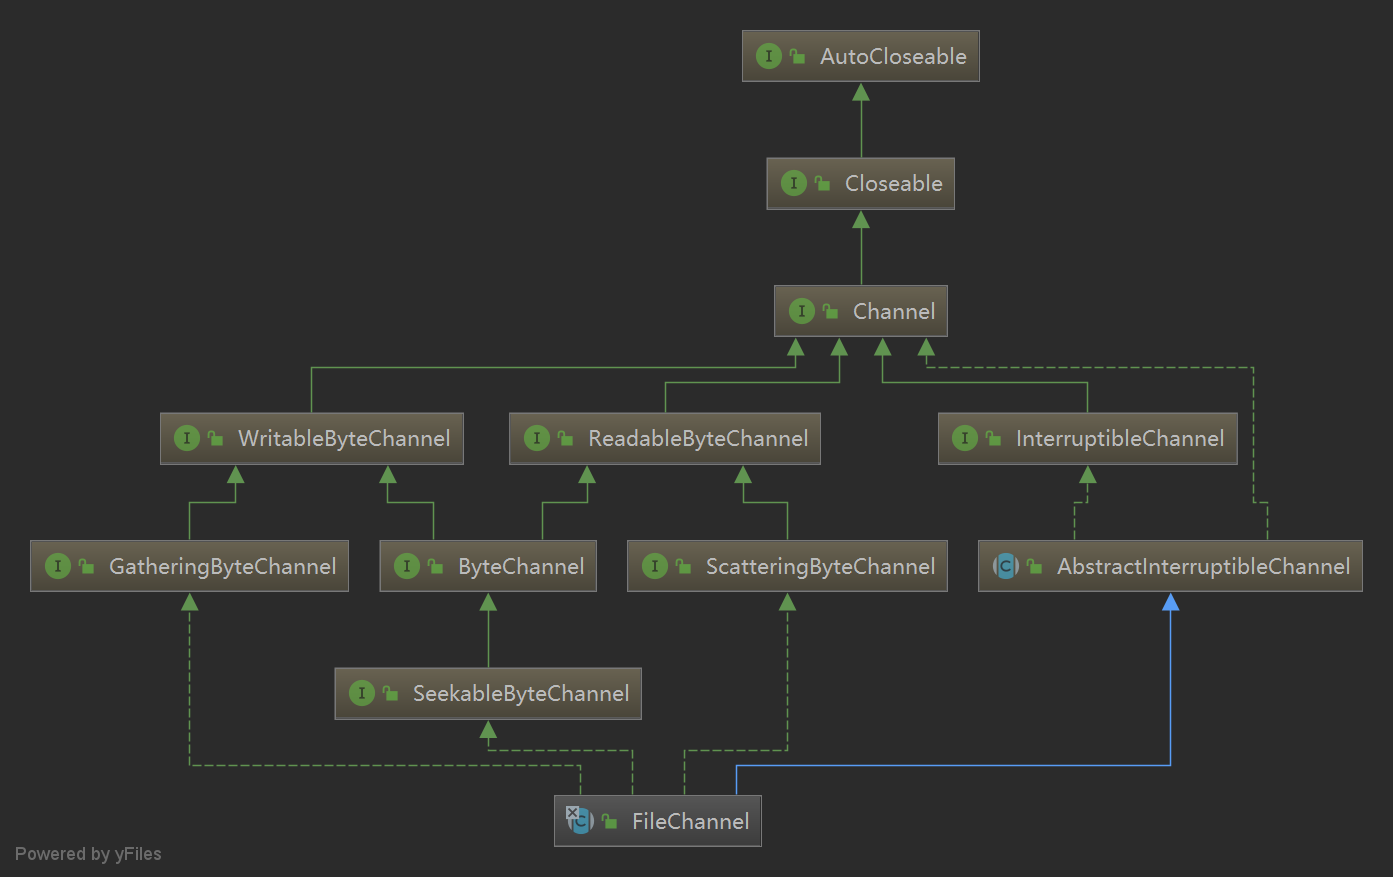 I AutoCloseable
I Closeable
I Channel
I WritableByteChannel
I ReadableByteChannel
I InterruptibleChannel
I GatheringByteChannel
I ByteChannel
I ScatteringByteChannel
C AbstractInterruptibleChannel
I SeekableByteChannel
C FileChannel
Powered by yFiles